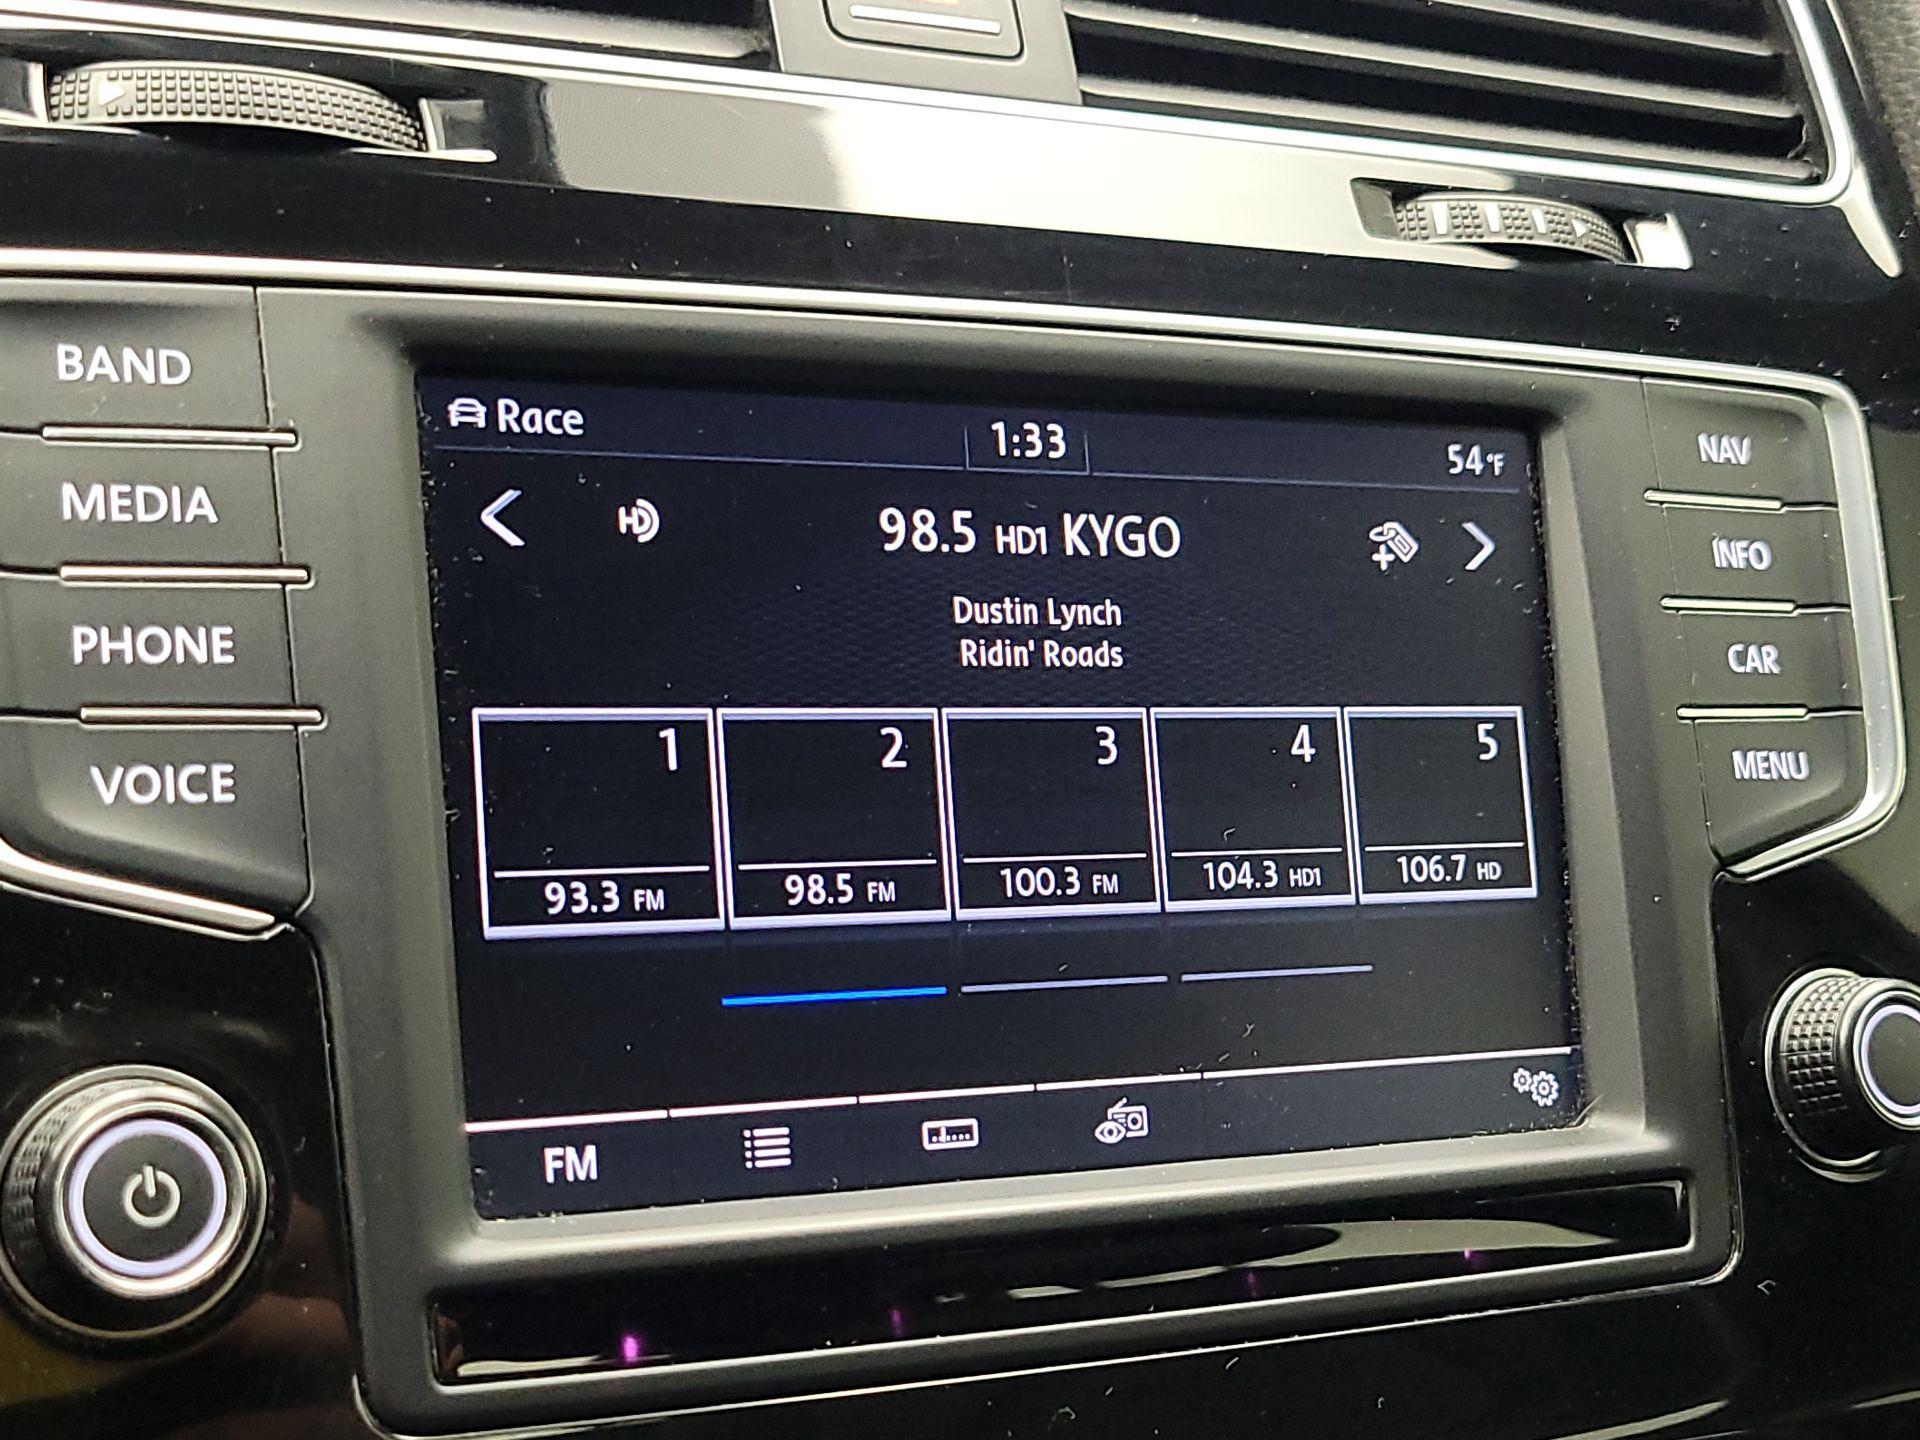 BAND
MEDIA
PHONE
VOICE
Race
1:33
54°F
HD
98.5 HD1 KYGO
Dustin Lynch
Ridin' Roads
1
2
3
4
5
93.3 FM
98.5 FM
100.3 FM
104.3 HD1
106.7 HD
FM
NAV
INFO
CAR
MENU